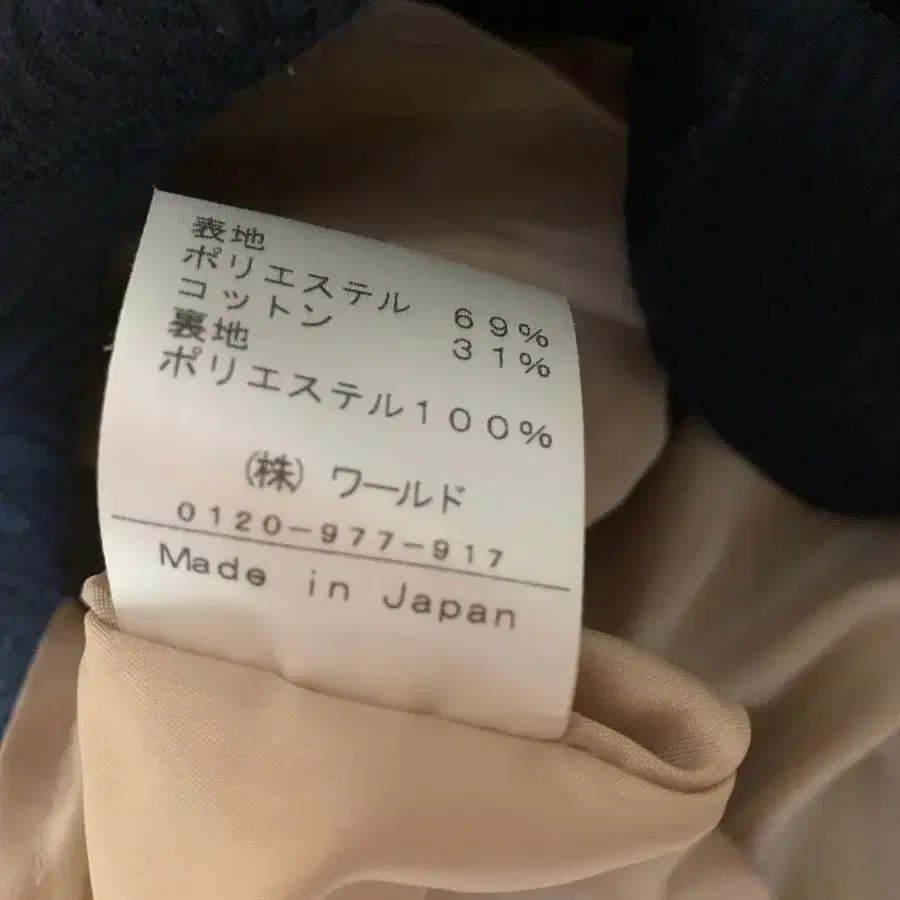 表地
ポリエステル 69%
コットン 31%
裏地
ポリエステル100%
(株) ワールド
0120-977-917
Made in Japan